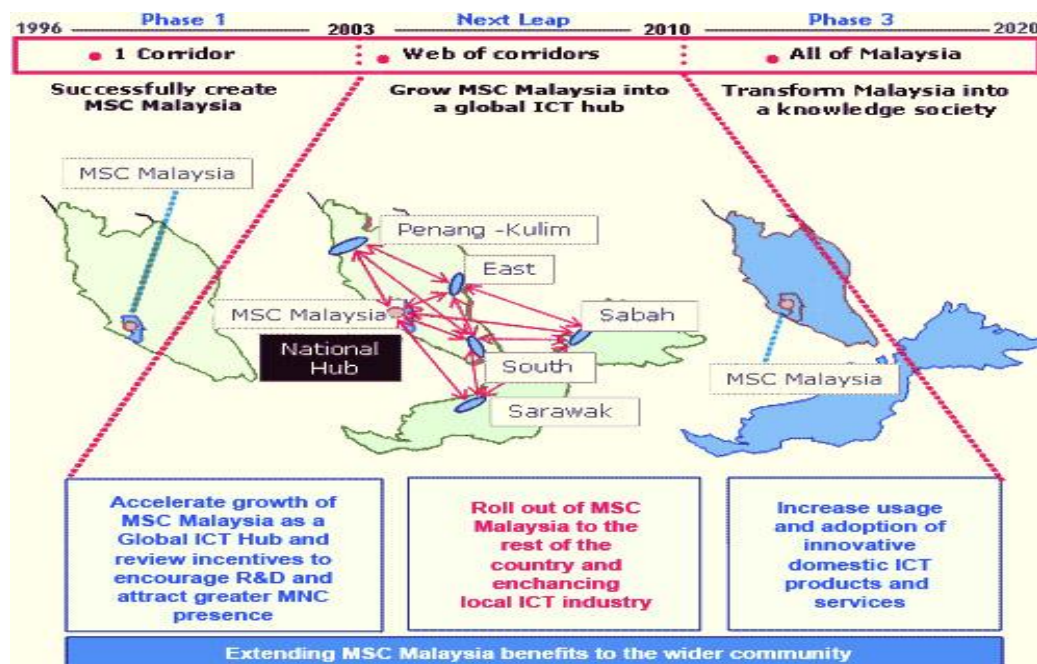 Phase 1
Next Leap
Phase 3
1996
2003
2010
2020
1 Corridor
Web of corridors
All of Malaysia
Successfully create
MSC Malaysia
Grow MSC Malaysia into
a global ICT hub
Transform Malaysia into
a knowledge society
MSC Malaysia
Penang -Kulim
East
MSC Malaysia
Sabah
National
Hub
South
Sarawak
MSC Malaysia
Accelerate growth of
MSC Malaysia as a
Global ICT Hub and
review incentives to
encourage R&D and
attract greater MNC
presence
Roll out of MSC
Malaysia to the
rest of the
country and
enchancing
local ICT industry
Increase usage
and adoption of
innovative
domestic ICT
products and
services
Extending MSC Malaysia benefits to the wider community